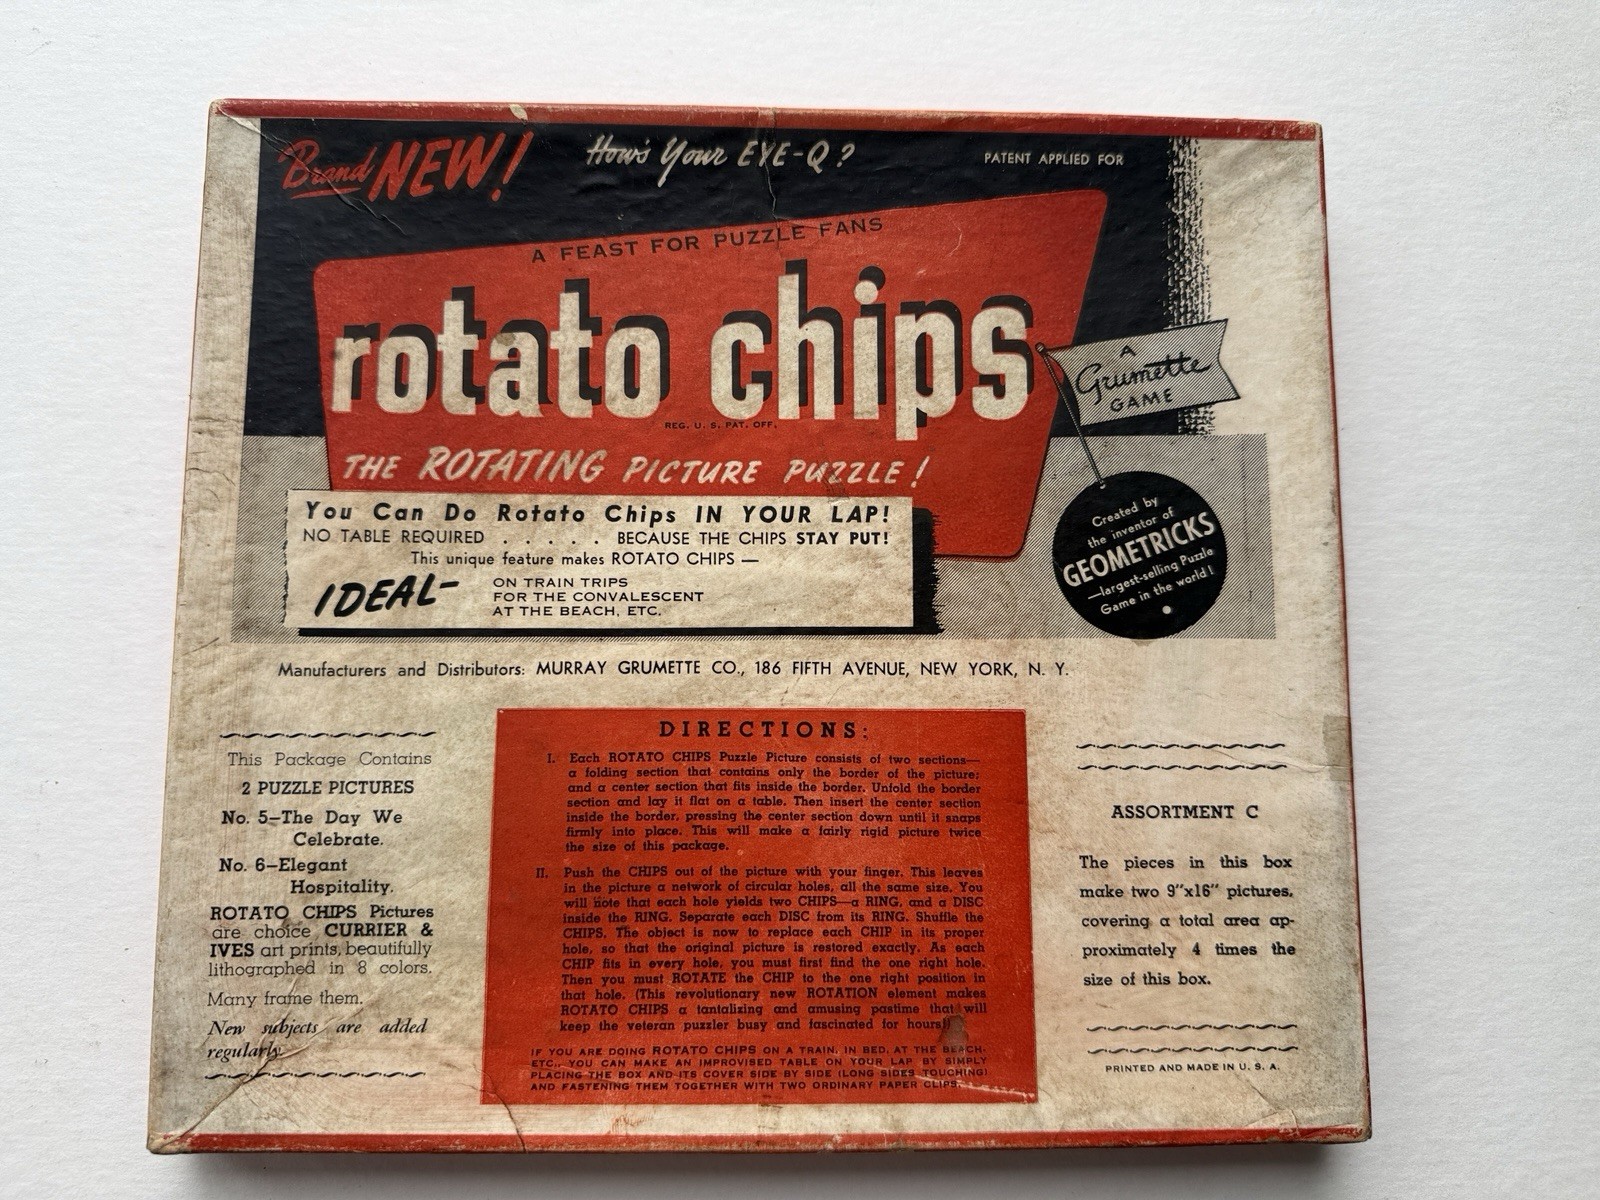 Brand NEW!
How's Your EYE-Q?
PATENT APPLIED FOR
A FEAST FOR PUZZLE FANS
rotato chips
REG. U. S. PAT. OFF.
THE ROTATING PICTURE PUZZLE!
A
Grumette
GAME
Created by
the inventor of
GEOMETRICKS
—largest-selling Puzzle
Game in the world!
You Can Do Rotato Chips IN YOUR LAP!
NO TABLE REQUIRED . . . . . BECAUSE THE CHIPS STAY PUT!
This unique feature makes ROTATO CHIPS —
IDEAL—
ON TRAIN TRIPS
FOR THE CONVALESCENT
AT THE BEACH, ETC.
Manufacturers and Distributors: MURRAY GRUMETTE CO., 186 FIFTH AVENUE, NEW YORK, N. Y.
This Package Contains
2 PUZZLE PICTURES
No. 5—The Day We
Celebrate.
No. 6—Elegant
Hospitality.
ROTATO CHIPS Pictures
are choice CURRIER &
IVES art prints, beautifully
lithographed in 8 colors.
Many frame them.
New subjects are added
regularly.
DIRECTIONS:
I. Each ROTATO CHIPS Puzzle Picture consists of two sections—
a folding section that contains only the border of the picture;
and a center section that fits inside the border. Unfold the border
section and lay it flat on a table. Then insert the center section
inside the border, pressing the center section down until it snaps
firmly into place. This will make a fairly rigid picture twice
the size of this package.
II. Push the CHIPS out of the picture with your finger. This leaves
in the picture a network of circular holes, all the same size. You
will note that each hole yields two CHIPS—a RING, and a DISC
inside the RING. Separate each DISC from its RING. Shuffle the
CHIPS. The object is now to replace each CHIP in its proper
hole, so that the original picture is restored exactly. As each
CHIP fits in every hole, you must first find the one right hole.
Then you must ROTATE the CHIP to the one right position in
that hole. (This revolutionary new ROTATION element makes
ROTATO CHIPS a tantalizing and amusing pastime that will
keep the veteran puzzler busy and fascinated for hours!)
IF YOU ARE DOING ROTATO CHIPS ON A TRAIN, IN BED, AT THE BEACH,
ETC., YOU CAN MAKE AN IMPROVISED TABLE ON YOUR LAP BY SIMPLY
PLACING THE BOX AND ITS COVER SIDE BY SIDE (LONG SIDES TOUCHING)
AND FASTENING THEM TOGETHER WITH TWO ORDINARY PAPER CLIPS.
ASSORTMENT C
The pieces in this box
make two 9"x16" pictures,
covering a total area ap-
proximately 4 times the
size of this box.
PRINTED AND MADE IN U. S. A.